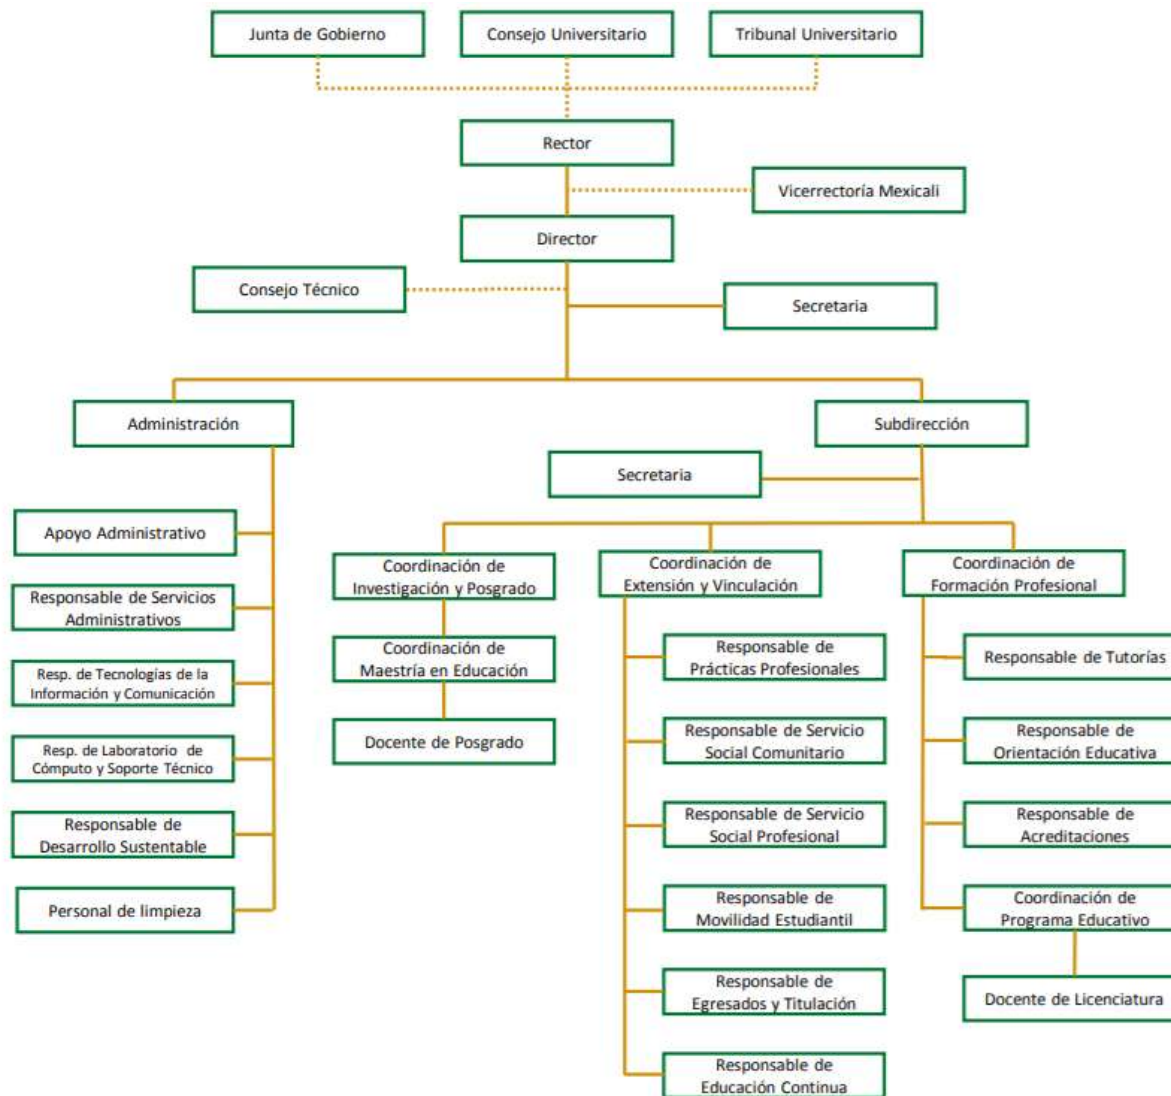 Junta de Gobierno
Consejo Universitario
Tribunal Universitario
Rector
Vicerrectoría Mexicali
Director
Consejo Técnico
Secretaria
Administración
Subdirección
Secretaria
Apoyo Administrativo
Responsable de Servicios
Administrativos
Resp. de Tecnologías de la
Información y Comunicación
Resp. de Laboratorio de
Cómputo y Soporte Técnico
Responsable de
Desarrollo Sustentable
Personal de limpieza
Coordinación de
Investigación y Posgrado
Coordinación de
Maestría en Educación
Docente de Posgrado
Coordinación de
Extensión y Vinculación
Responsable de
Prácticas Profesionales
Responsable de Servicio
Social Comunitario
Responsable de Servicio
Social Profesional
Responsable de
Movilidad Estudiantil
Responsable de
Egresados y Titulación
Responsable de
Educación Continua
Coordinación de
Formación Profesional
Responsable de Tutorías
Responsable de
Orientación Educativa
Responsable de
Acreditaciones
Coordinación de
Programa Educativo
Docente de Licenciatura